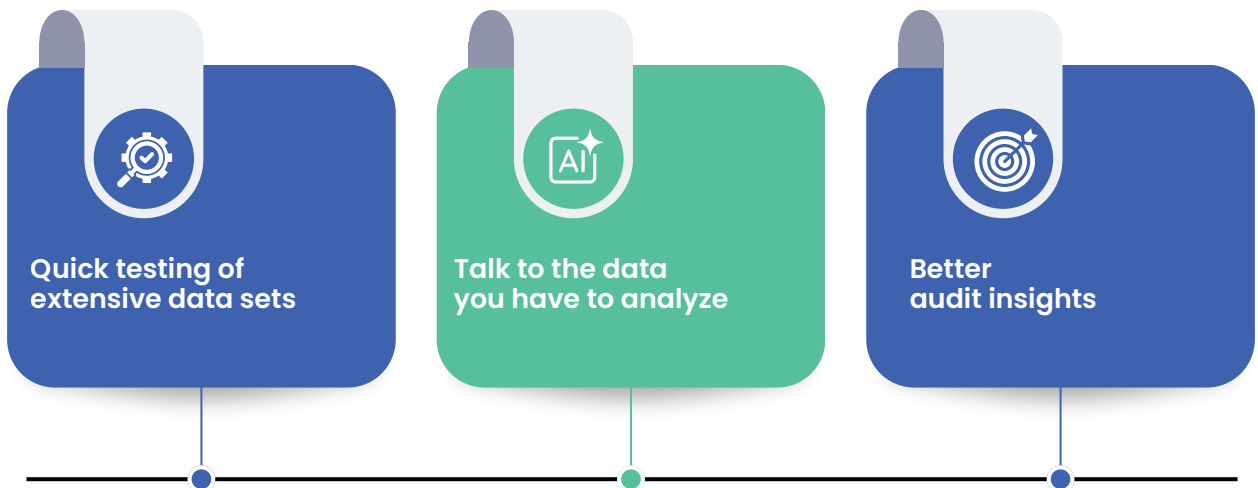 AI
Quick testing of
extensive data sets
Talk to the data
you have to analyze
Better
audit insights